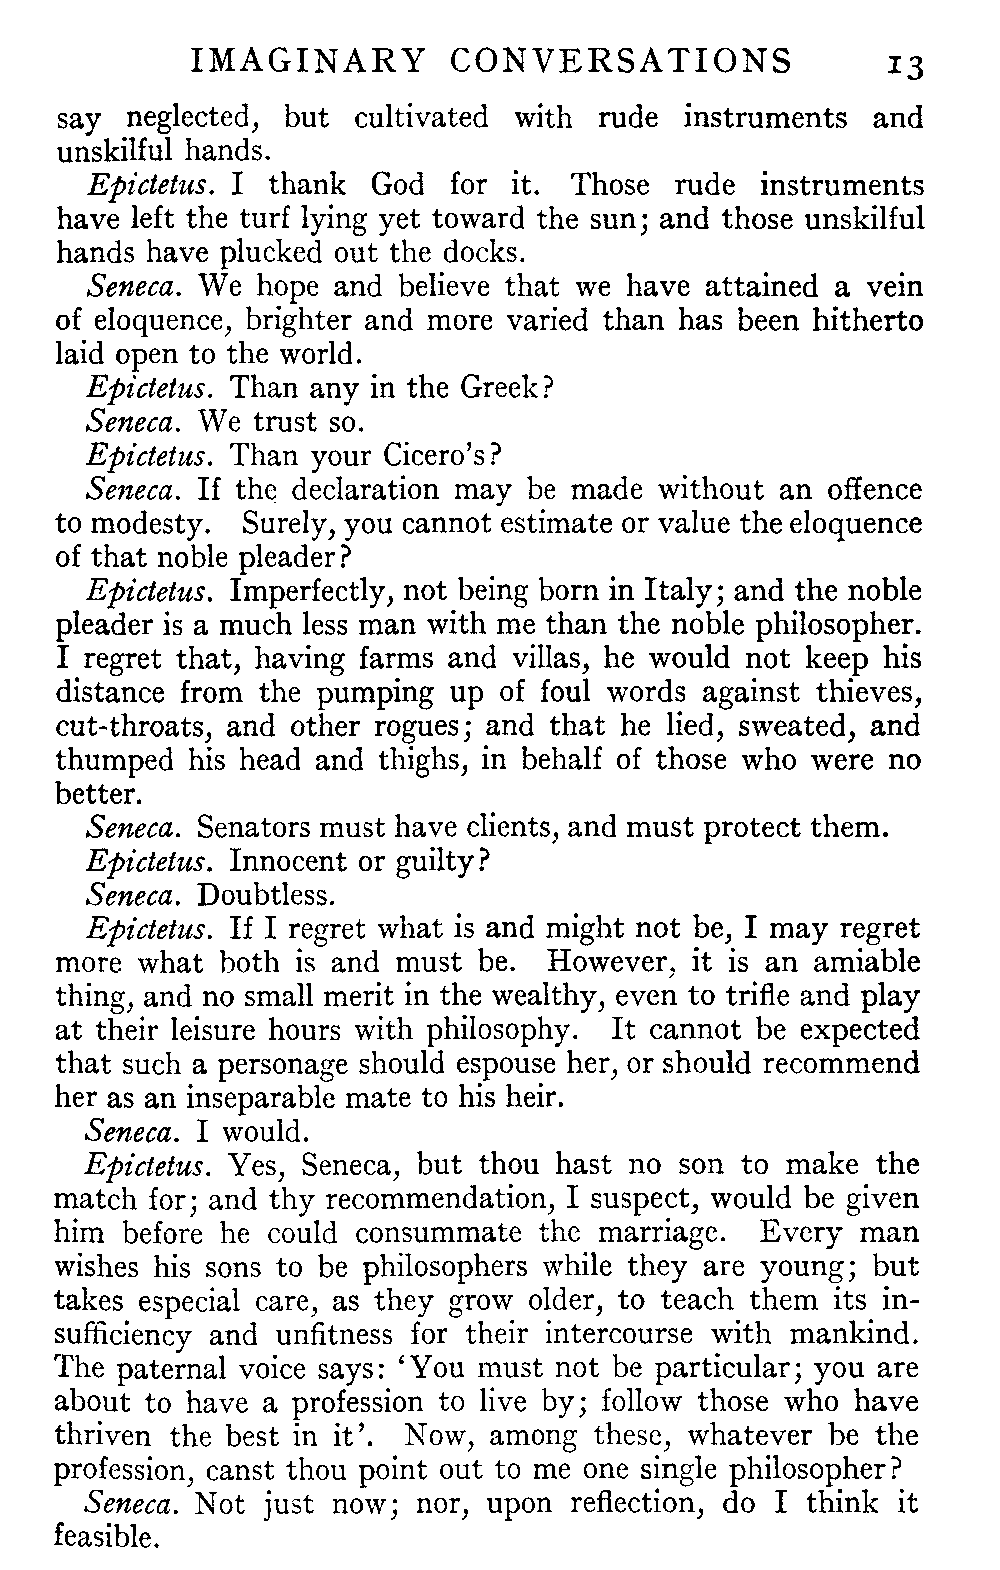 IMAGINARY CONVERSATIONS 13
say neglected, but cultivated with rude instruments and
unskilful hands.
Epictetus. I thank God for it. Those rude instruments
have left the turf lying yet toward the sun; and those unskilful
hands have plucked out the docks.
Seneca. We hope and believe that we have attained a vein
of eloquence, brighter and more varied than has been hitherto
laid open to the world.
Epictetus. Than any in the Greek?
Seneca. We trust so.
Epictetus. Than your Cicero's?
Seneca. If the declaration may be made without an offence
to modesty. Surely, you cannot estimate or value the eloquence
of that noble pleader?
Epictetus. Imperfectly, not being born in Italy; and the noble
pleader is a much less man with me than the noble philosopher.
I regret that, having farms and villas, he would not keep his
distance from the pumping up of foul words against thieves,
cut-throats, and other rogues; and that he lied, sweated, and
thumped his head and thighs, in behalf of those who were no
better.
Seneca. Senators must have clients, and must protect them.
Epictetus. Innocent or guilty?
Seneca. Doubtless.
Epictetus. If I regret what is and might not be, I may regret
more what both is and must be. However, it is an amiable
thing, and no small merit in the wealthy, even to trifle and play
at their leisure hours with philosophy. It cannot be expected
that such a personage should espouse her, or should recommend
her as an inseparable mate to his heir.
Seneca. I would.
Epictetus. Yes, Seneca, but thou hast no son to make the
match for; and thy recommendation, I suspect, would be given
him before he could consummate the marriage. Every man
wishes his sons to be philosophers while they are young; but
takes especial care, as they grow older, to teach them its in-
sufficiency and unfitness for their intercourse with mankind.
The paternal voice says: 'You must not be particular; you are
about to have a profession to live by; follow those who have
thriven the best in it'. Now, among these, whatever be the
profession, canst thou point out to me one single philosopher?
Seneca. Not just now; nor, upon reflection, do I think it
feasible.